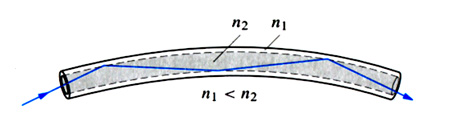 n₂ n₁
n₁ < n₂